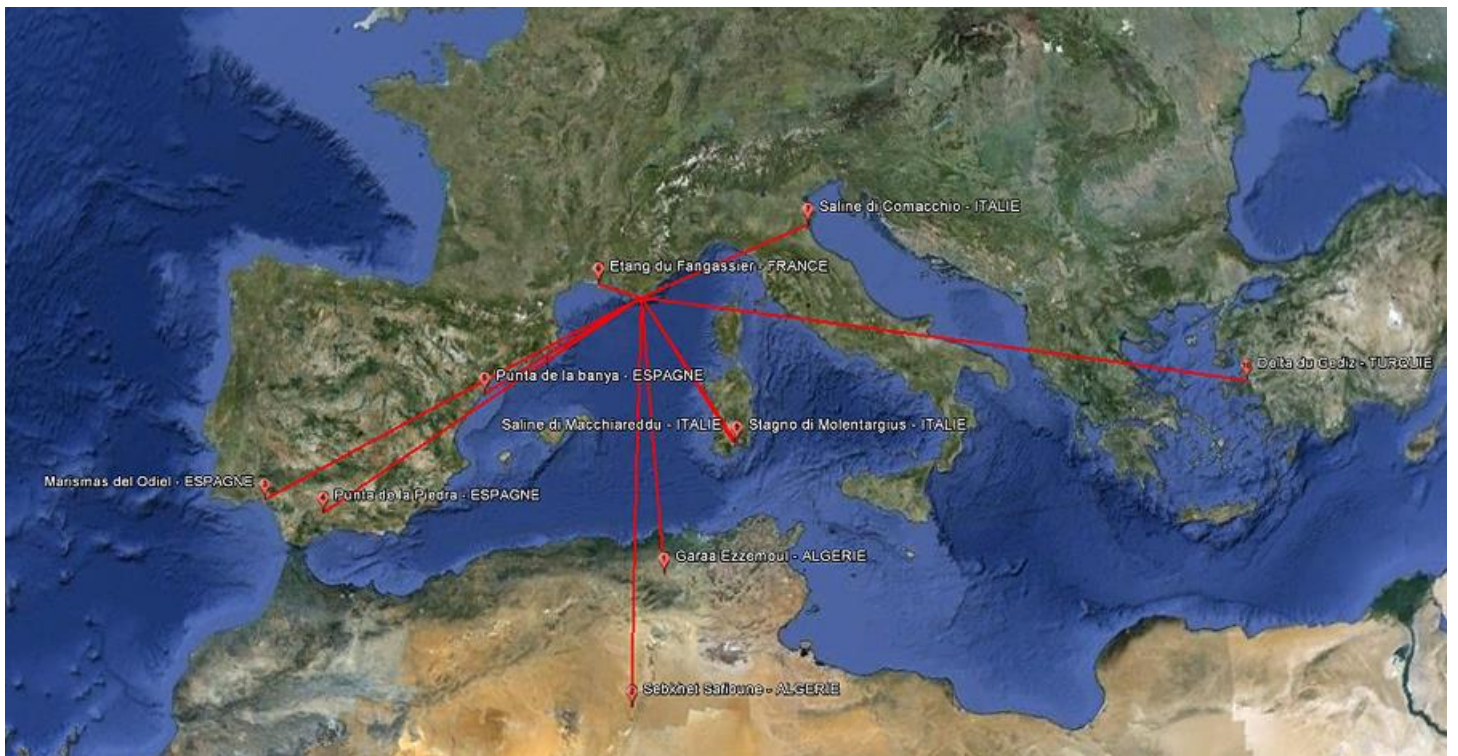 Saline di Comacchio - ITALIE
Etang du Fangassier - FRANCE
Delta du Gediz - TURQUIE
Punta de la banya - ESPAGNE
Saline di Macchiareddu - ITALIE
Stagno di Molentargius - ITALIE
Marismas del Odiel - ESPAGNE
Punta de la Piedra - ESPAGNE
Garaa Ezzemoul - ALGERIE
Sebkhet Safioune - ALGERIE